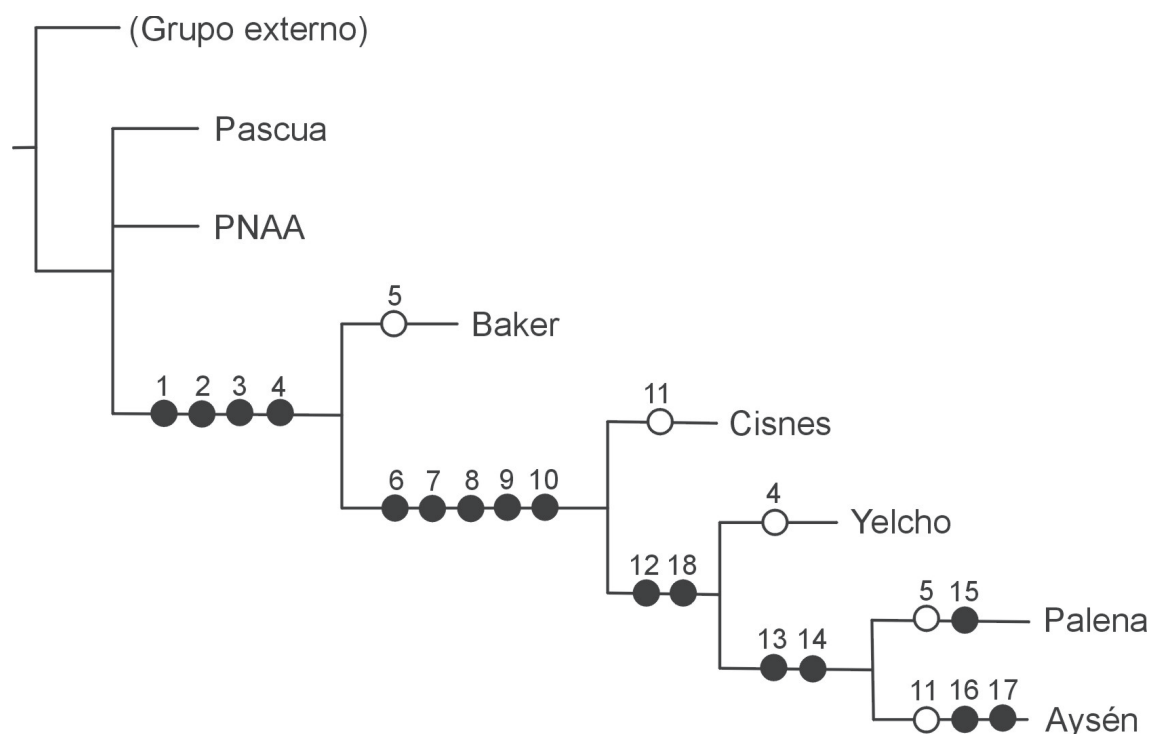 (Grupo externo)
Pascua
PNAA
5
Baker
1 2 3 4
11
Cisnes
6 7 8 9 10
4
Yelcho
12 18
5 15
Palena
13 14
11 16 17
Aysén